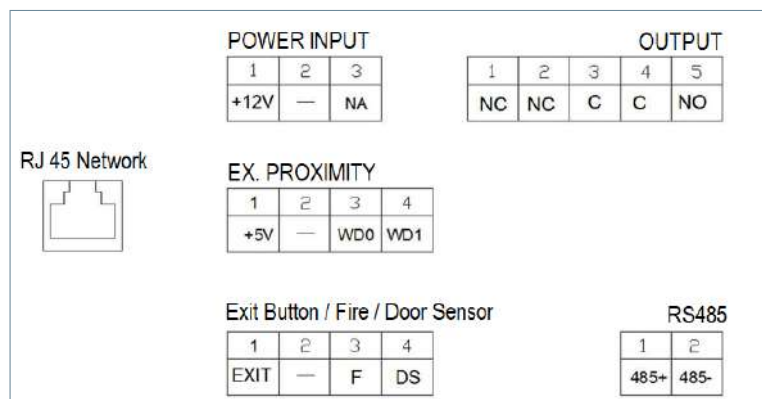 POWER INPUT
1 2 3
+12V — NA
OUTPUT
1 2 3 4 5
NC NC C C NO
RJ 45 Network
EX. PROXIMITY
1 2 3 4
+5V — WD0 WD1
Exit Button / Fire / Door Sensor
1 2 3 4
EXIT — F DS
RS485
1 2
485+ 485-